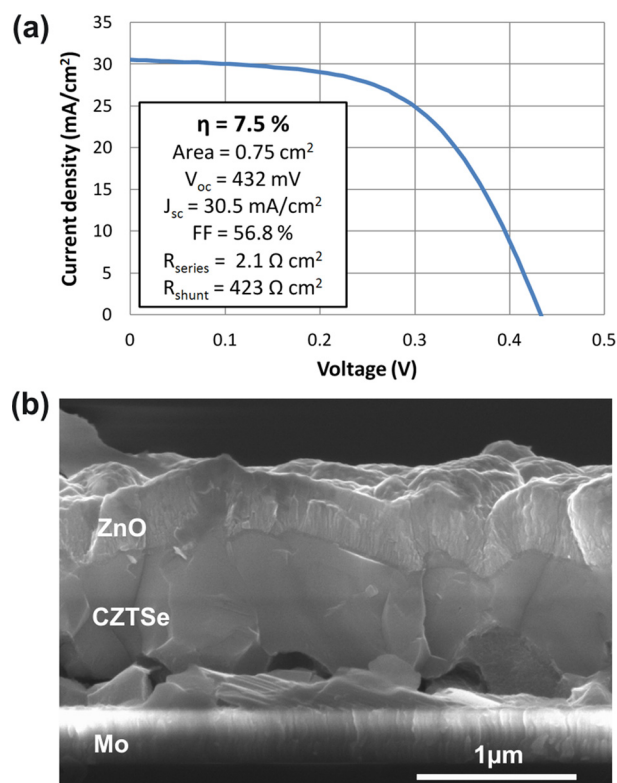 (a)
35
30
25
20
15
10
5
0
Current density (mA/cm²)
η = 7.5 %
Area = 0.75 cm²
Voc = 432 mV
Jsc = 30.5 mA/cm²
FF = 56.8 %
Rseries = 2.1 Ω cm²
Rshunt = 423 Ω cm²
0 0.1 0.2 0.3 0.4 0.5
Voltage (V)
(b)
ZnO
CZTSe
Mo
1μm